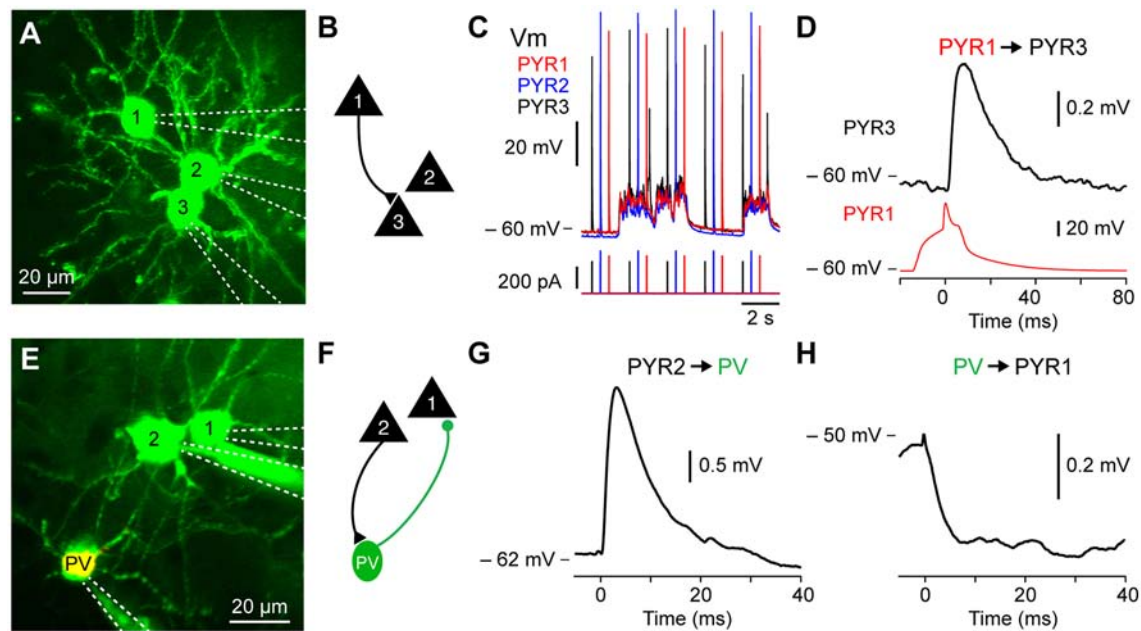 A
1
2
3
20 µm
B
1
2
3
C
Vm
PYR1
PYR2
PYR3
20 mV
– 60 mV –
200 pA
2 s
D
PYR1 → PYR3
0.2 mV
PYR3
– 60 mV –
PYR1
20 mV
– 60 mV –
0 40 80
Time (ms)
E
2
1
PV
20 µm
F
1
2
PV
G
PYR2 → PV
0.5 mV
– 62 mV –
0 20 40
Time (ms)
H
PV → PYR1
– 50 mV –
0.2 mV
0 20 40
Time (ms)